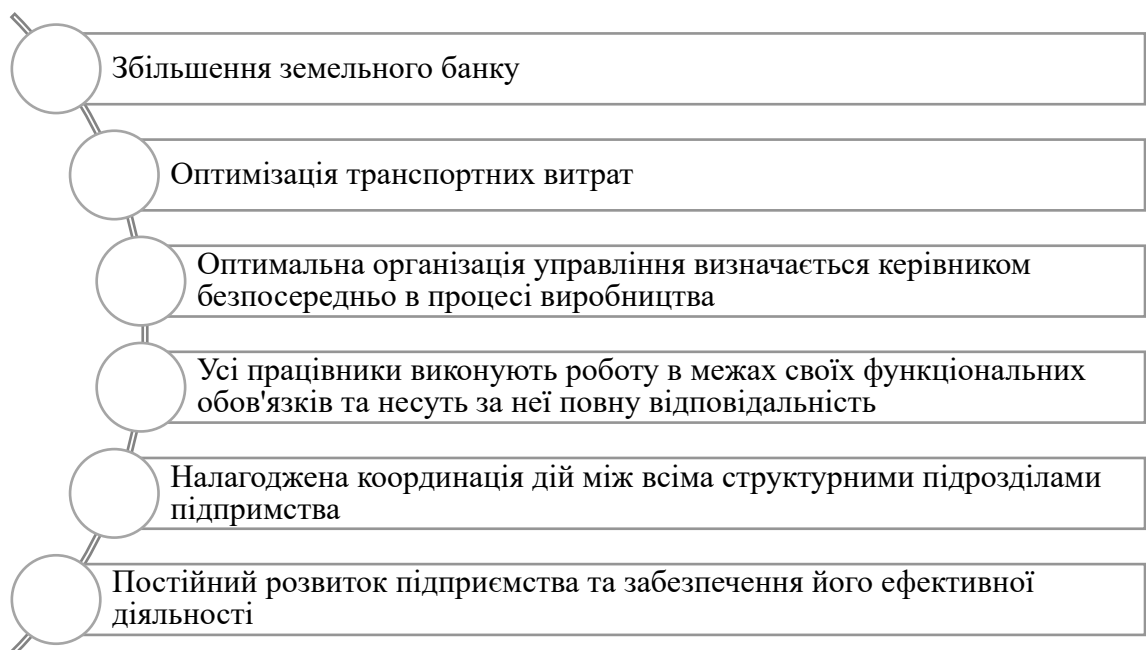 Збільшення земельного банку
Оптимізація транспортних витрат
Оптимальна організація управління визначається керівником
безпосередньо в процесі виробництва
Усі працівники виконують роботу в межах своїх функціональних
обов'язків та несуть за неї повну відповідальність
Налагоджена координація дій між всіма структурними підрозділами
підпримства
Постійний розвиток підприємства та забезпечення його ефективної
діяльності